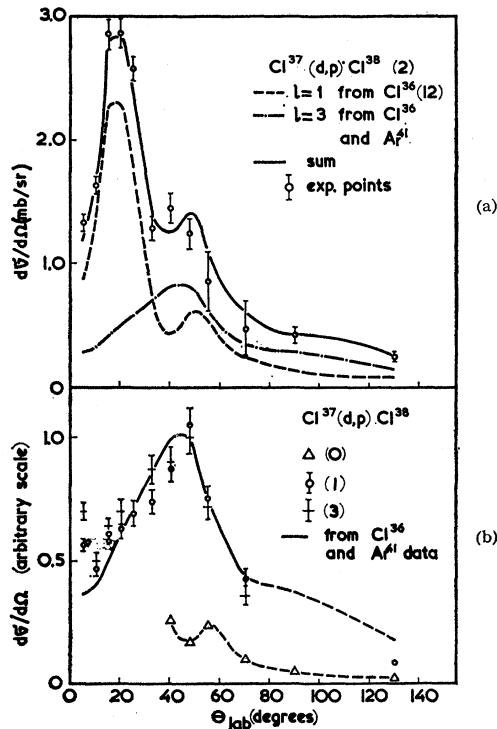 (a)
3.0
2.0
1.0
0
dσ/dΩ(mb/sr)
Cl³⁷ (d,p) Cl³⁸ (2)
l=1 from Cl³⁶(12)
l=3 from Cl³⁶
and Ar⁴¹
sum
exp. points
(a)
(b)
1.0
0.5
0
dσ/dΩ (arbitrary scale)
Cl³⁷(d,p) Cl³⁸
(0)
(1)
(3)
from Cl³⁶
and Ar⁴¹ data
(b)
0 20 40 60 80 100 120 140
Θlab(degrees)